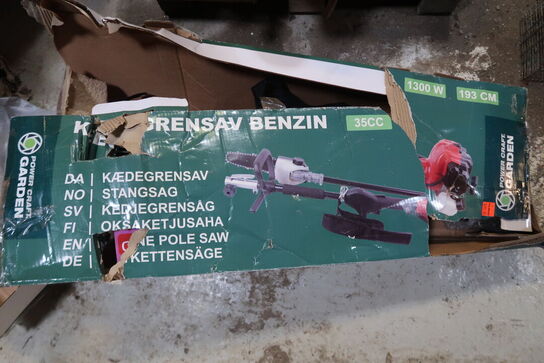 GRENSAV BENZIN
35CC
1300 W
193 CM
POWER CRAFT
GARDEN
DA | KÆDEGRENSAV
NO | STANGSAG
SV | KEDJEGRENSÅG
FI | OKSAKETJUSAHA
EN | POLE SAW
DE | KETTENSÄGE
POWER CRAFT
GARDEN